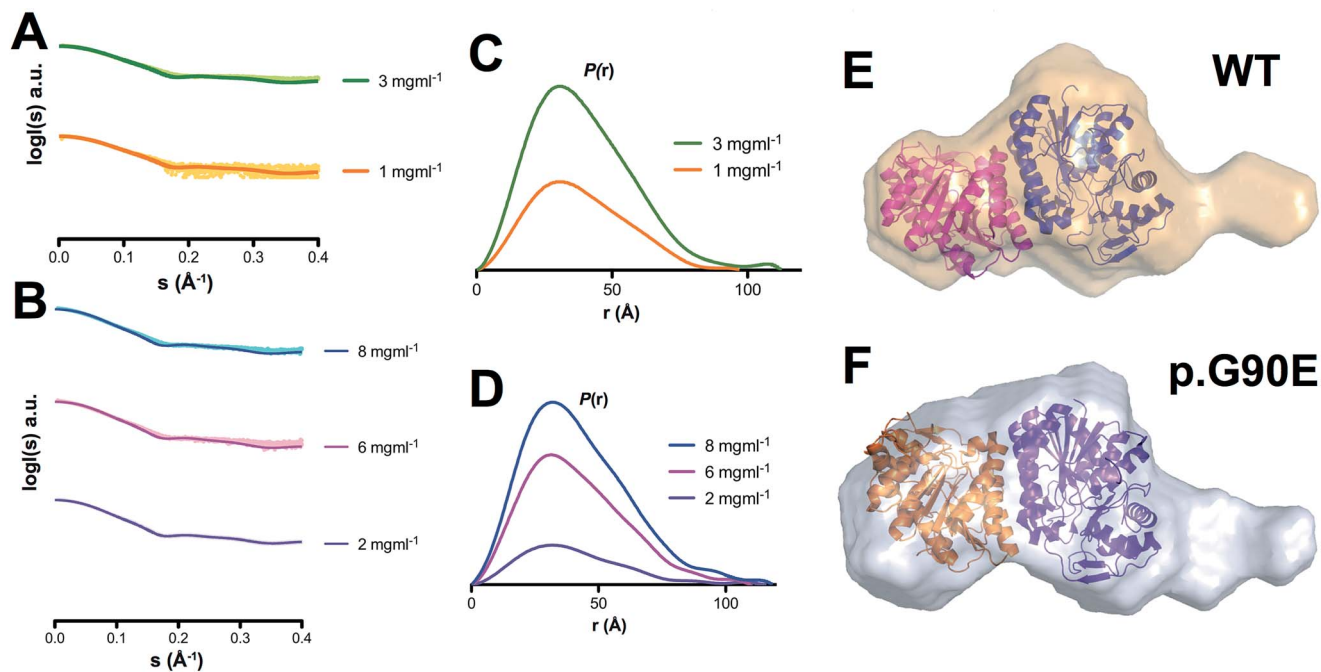 A
logI(s) a.u.
3 mgml⁻¹
1 mgml⁻¹
0.0 0.1 0.2 0.3 0.4
s (Å⁻¹)
B
logI(s) a.u.
8 mgml⁻¹
6 mgml⁻¹
2 mgml⁻¹
0.0 0.1 0.2 0.3 0.4
s (Å⁻¹)
C
P(r)
3 mgml⁻¹
1 mgml⁻¹
0 50 100
r (Å)
D
P(r)
8 mgml⁻¹
6 mgml⁻¹
2 mgml⁻¹
0 50 100
r (Å)
E WT
F p.G90E